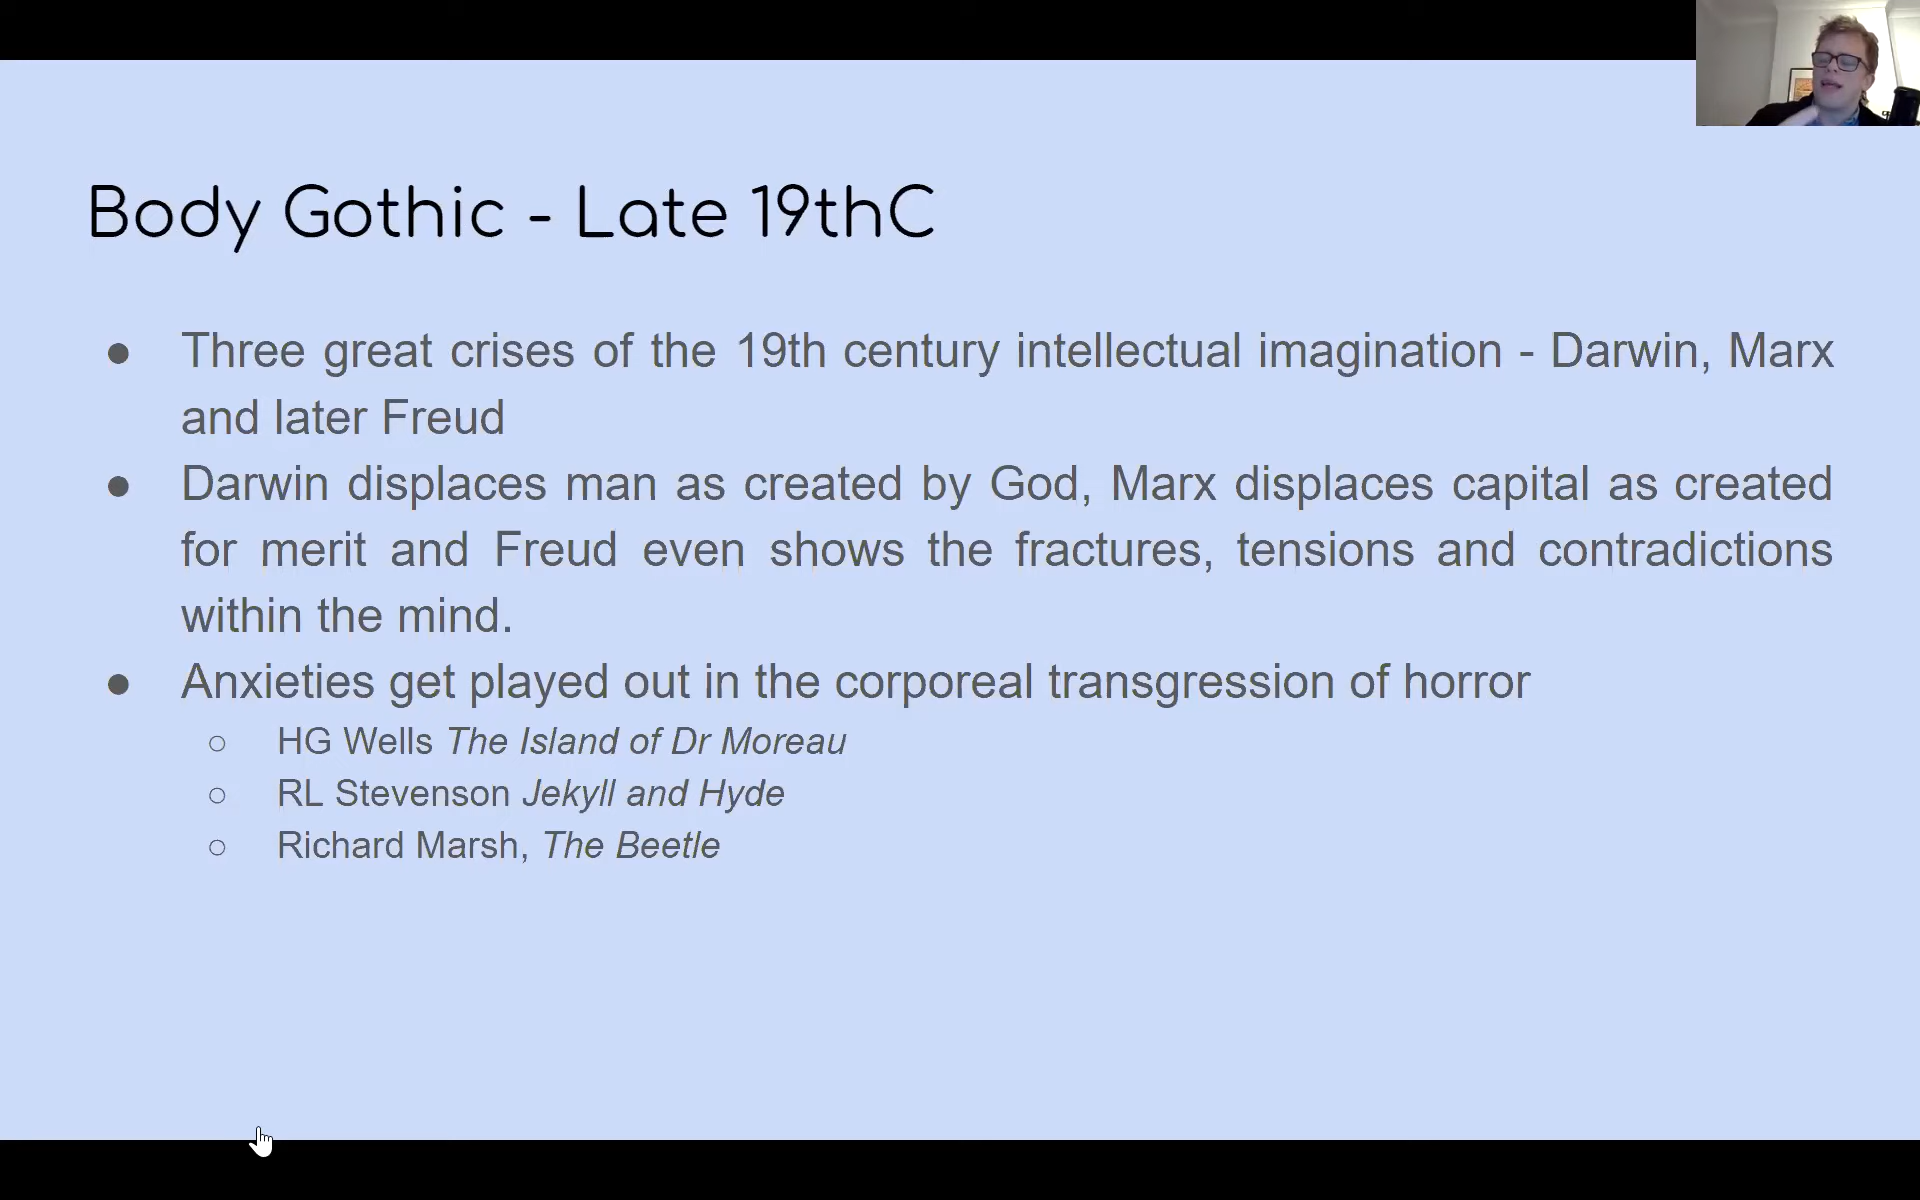 Body Gothic - Late 19thC
● Three great crises of the 19th century intellectual imagination - Darwin, Marx
and later Freud
● Darwin displaces man as created by God, Marx displaces capital as created
for merit and Freud even shows the fractures, tensions and contradictions
within the mind.
● Anxieties get played out in the corporeal transgression of horror
○ HG Wells The Island of Dr Moreau
○ RL Stevenson Jekyll and Hyde
○ Richard Marsh, The Beetle